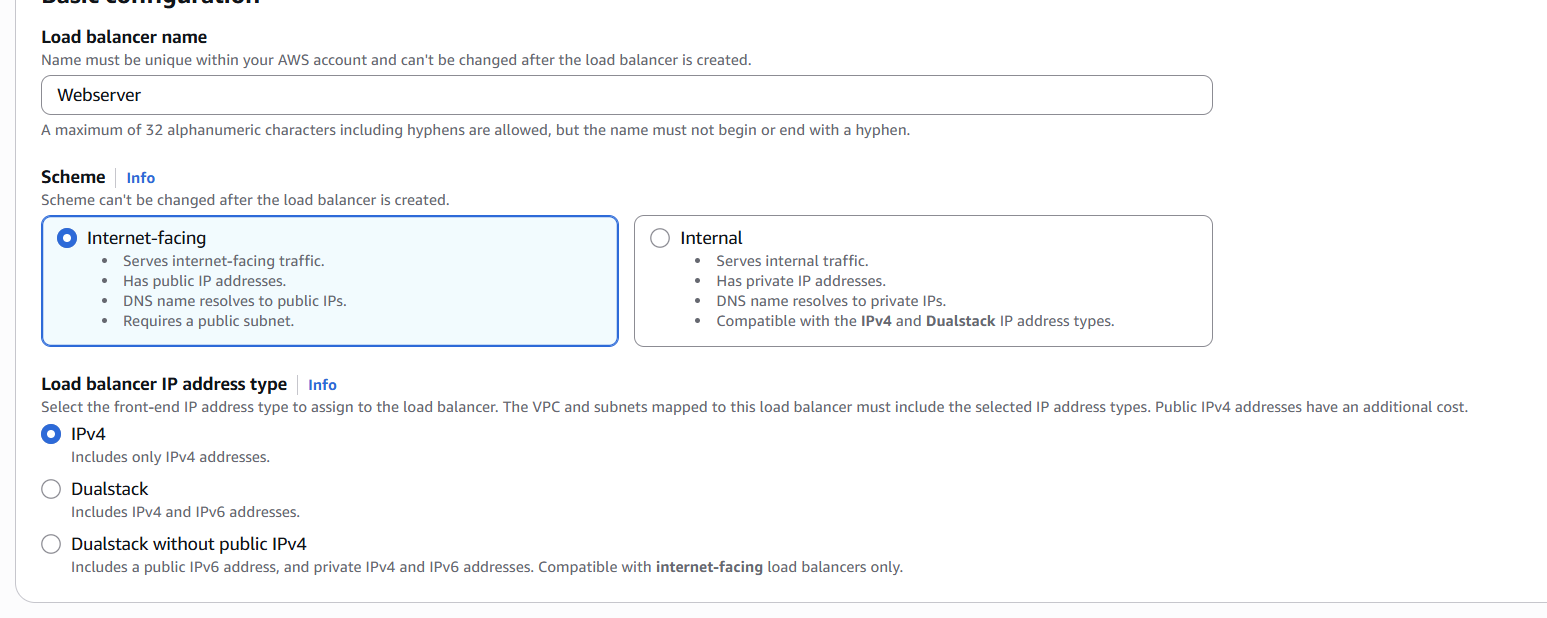 Basic configuration
Load balancer name
Name must be unique within your AWS account and can't be changed after the load balancer is created.
Webserver
A maximum of 32 alphanumeric characters including hyphens are allowed, but the name must not begin or end with a hyphen.
Scheme | Info
Scheme can't be changed after the load balancer is created.
Internet-facing
• Serves internet-facing traffic.
• Has public IP addresses.
• DNS name resolves to public IPs.
• Requires a public subnet.
Internal
• Serves internal traffic.
• Has private IP addresses.
• DNS name resolves to private IPs.
• Compatible with the IPv4 and Dualstack IP address types.
Load balancer IP address type | Info
Select the front-end IP address type to assign to the load balancer. The VPC and subnets mapped to this load balancer must include the selected IP address types. Public IPv4 addresses have an additional cost.
IPv4
Includes only IPv4 addresses.
Dualstack
Includes IPv4 and IPv6 addresses.
Dualstack without public IPv4
Includes a public IPv6 address, and private IPv4 and IPv6 addresses. Compatible with internet-facing load balancers only.